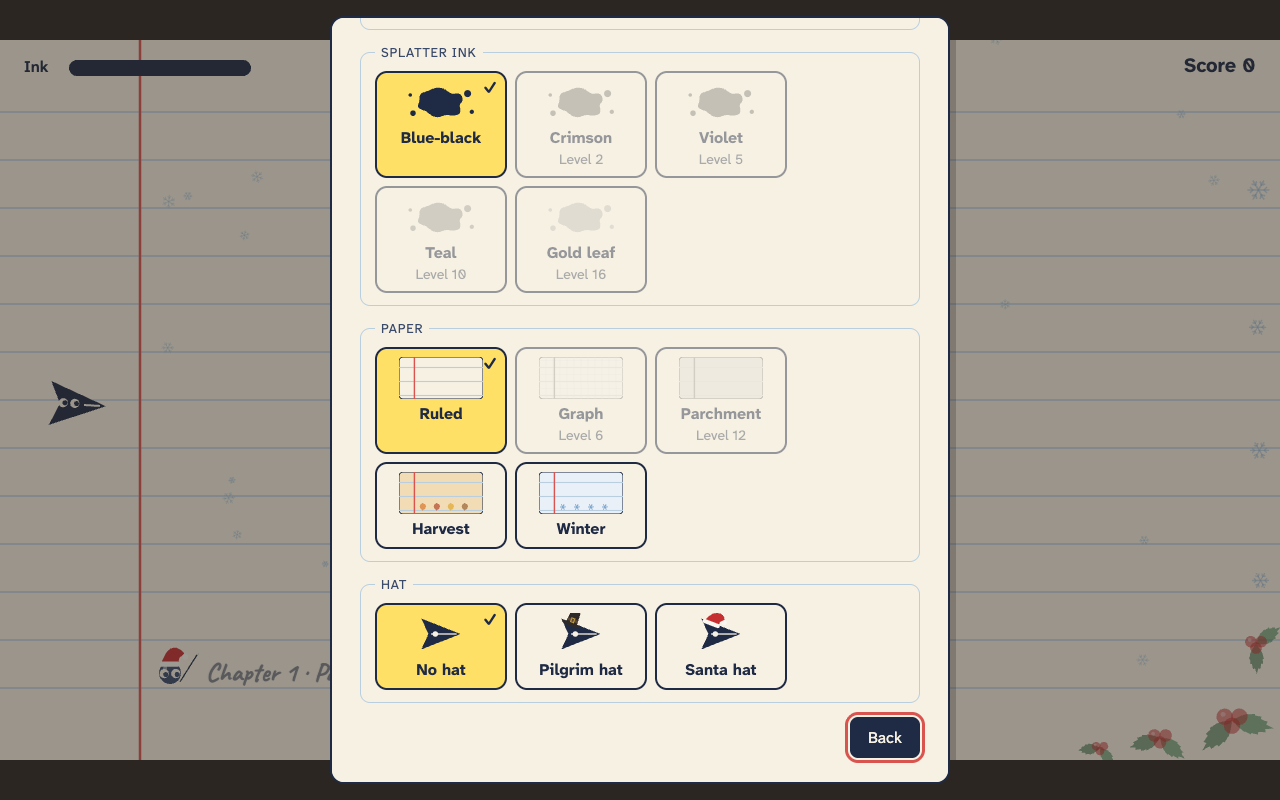 Ink
Score 0
SPLATTER INK
Blue-black
Crimson
Level 2
Violet
Level 5
Teal
Level 10
Gold leaf
Level 16
PAPER
Ruled
Graph
Level 6
Parchment
Level 12
Harvest
Winter
HAT
No hat
Pilgrim hat
Santa hat
Chapter 1 ·
Back